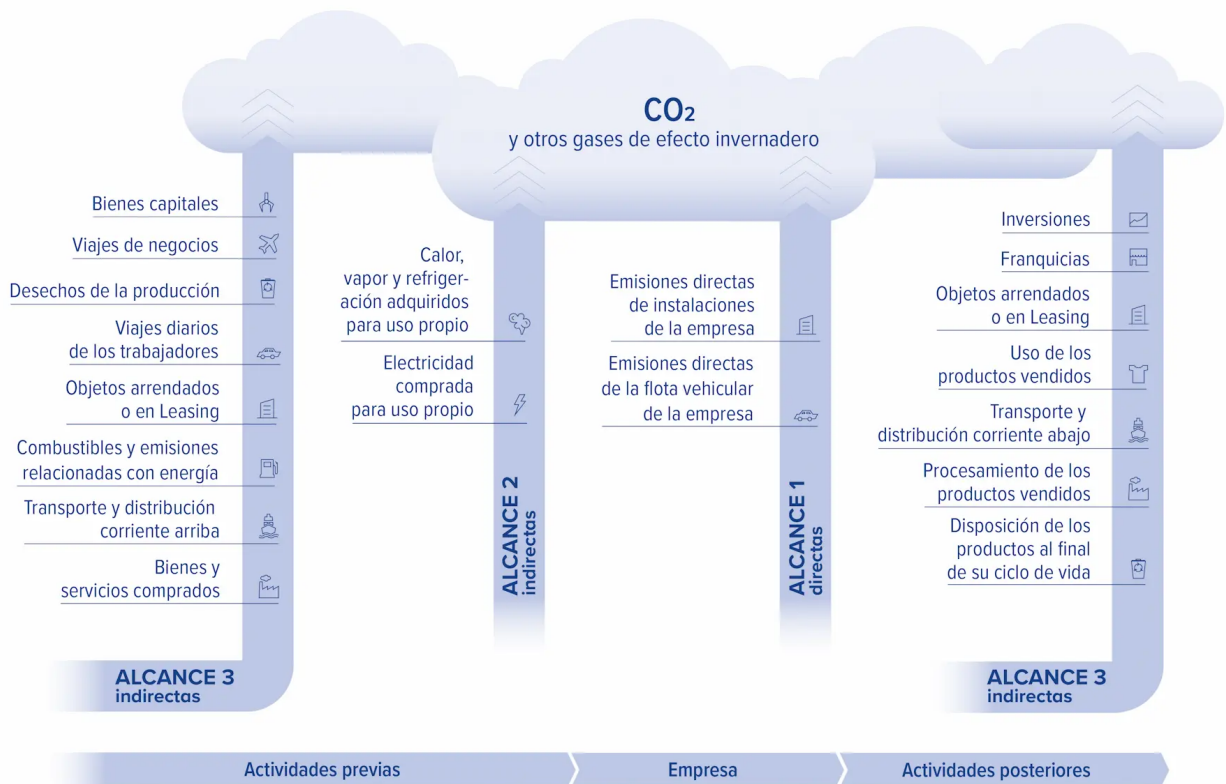 CO₂
y otros gases de efecto invernadero
Bienes capitales
Viajes de negocios
Desechos de la producción
Viajes diarios
de los trabajadores
Objetos arrendados
o en Leasing
Combustibles y emisiones
relacionadas con energía
Transporte y distribución
corriente arriba
Bienes y
servicios comprados
ALCANCE 3
indirectas
Calor,
vapor y refriger-
ación adquiridos
para uso propio
Electricidad
comprada
para uso propio
ALCANCE 2
indirectas
Emisiones directas
de instalaciones
de la empresa
Emisiones directas
de la flota vehicular
de la empresa
ALCANCE 1
directas
Inversiones
Franquicias
Objetos arrendados
o en Leasing
Uso de los
productos vendidos
Transporte y
distribución corriente abajo
Procesamiento de los
productos vendidos
Disposición de los
productos al final
de su ciclo de vida
ALCANCE 3
indirectas
Actividades previas
Empresa
Actividades posteriores